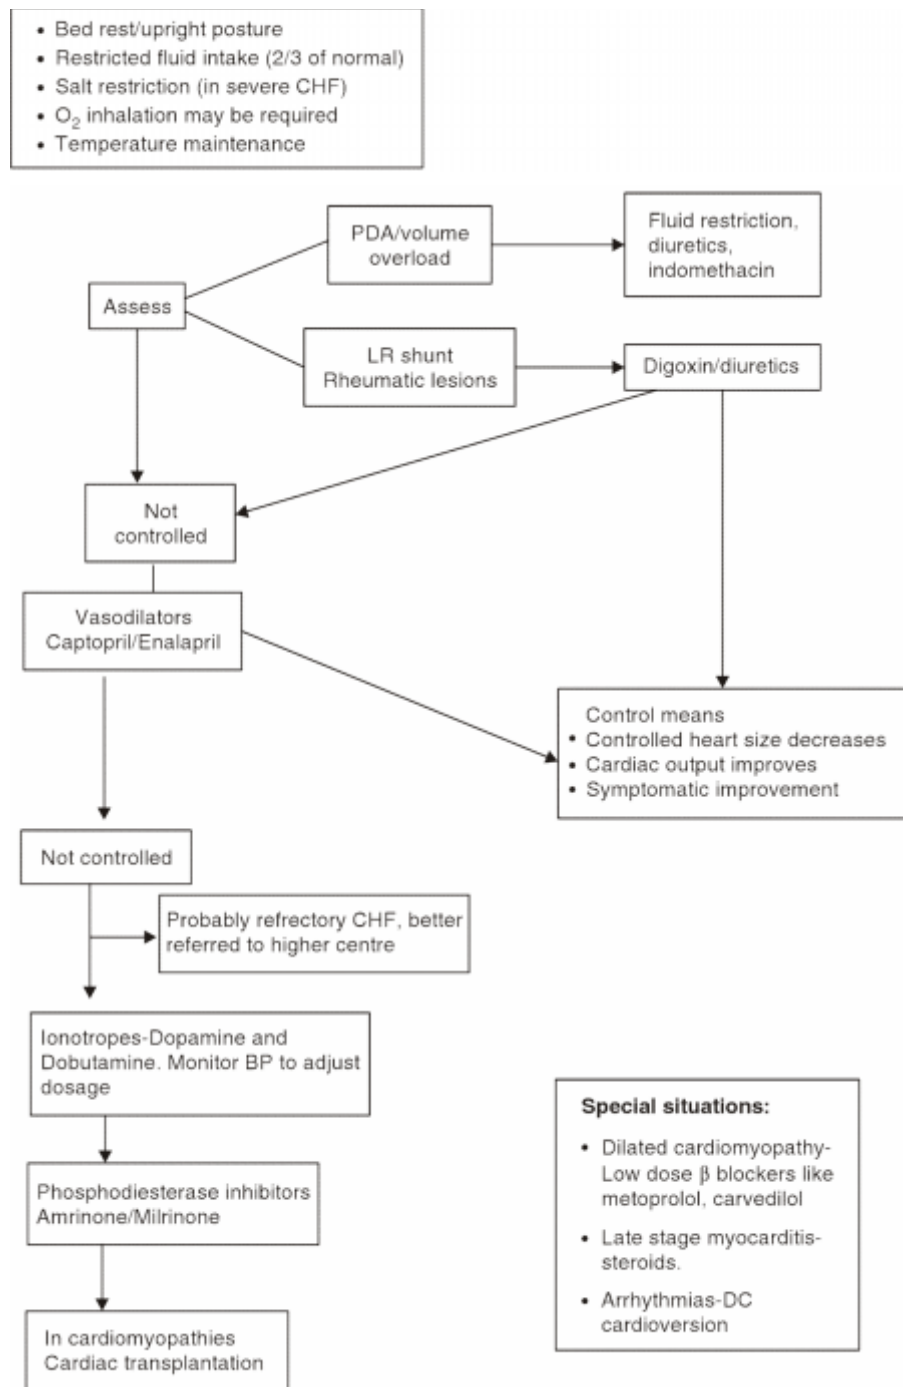 • Bed rest/upright posture
• Restricted fluid intake (2/3 of normal)
• Salt restriction (in severe CHF)
• O₂ inhalation may be required
• Temperature maintenance
PDA/volume
overload
Fluid restriction,
diuretics,
indomethacin
Assess
LR shunt
Rheumatic lesions
Digoxin/diuretics
Not
controlled
Vasodilators
Captopril/Enalapril
Control means
• Controlled heart size decreases
• Cardiac output improves
• Symptomatic improvement
Not controlled
Probably refrectory CHF, better
referred to higher centre
Ionotropes-Dopamine and
Dobutamine. Monitor BP to adjust
dosage
Phosphodiesterase inhibitors
Amrinone/Milrinone
In cardiomyopathies
Cardiac transplantation
Special situations:
• Dilated cardiomyopathy-
Low dose β blockers like
metoprolol, carvedilol
• Late stage myocarditis-
steroids.
• Arrhythmias-DC
cardioversion